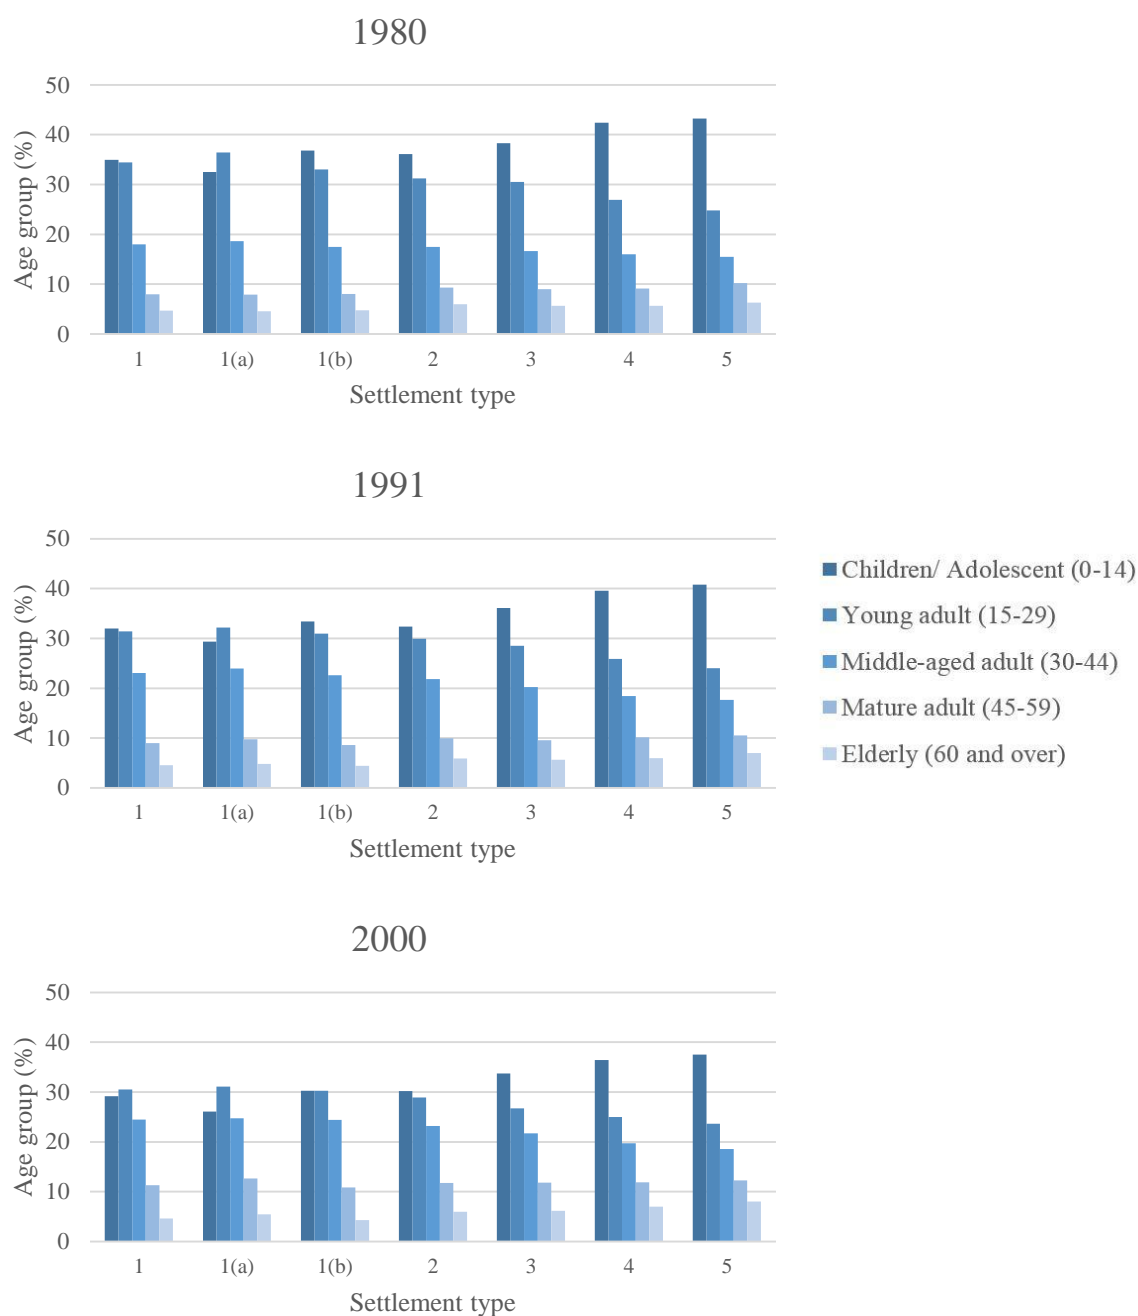 1980
50
40
30
20
10
0
Age group (%)
1 1(a) 1(b) 2 3 4 5
Settlement type
1991
50
40
30
20
10
0
Age group (%)
1 1(a) 1(b) 2 3 4 5
Settlement type
Children/ Adolescent (0-14)
Young adult (15-29)
Middle-aged adult (30-44)
Mature adult (45-59)
Elderly (60 and over)
2000
50
40
30
20
10
0
Age group (%)
1 1(a) 1(b) 2 3 4 5
Settlement type